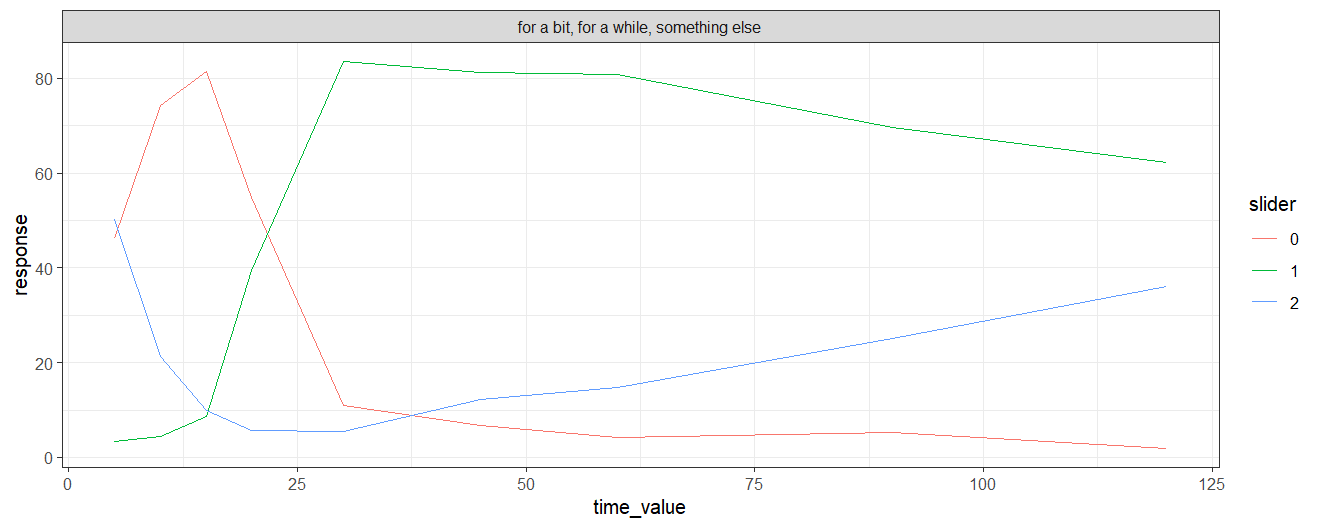 for a bit, for a while, something else
response
80
60
40
20
0
0 25 50 75 100 125
time_value
slider
0
1
2